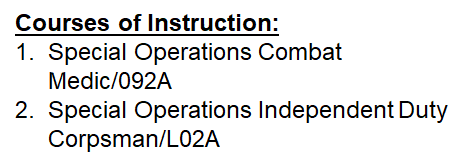 Courses of Instruction:
1. Special Operations Combat
Medic/092A
2. Special Operations Independent Duty
Corpsman/L02A